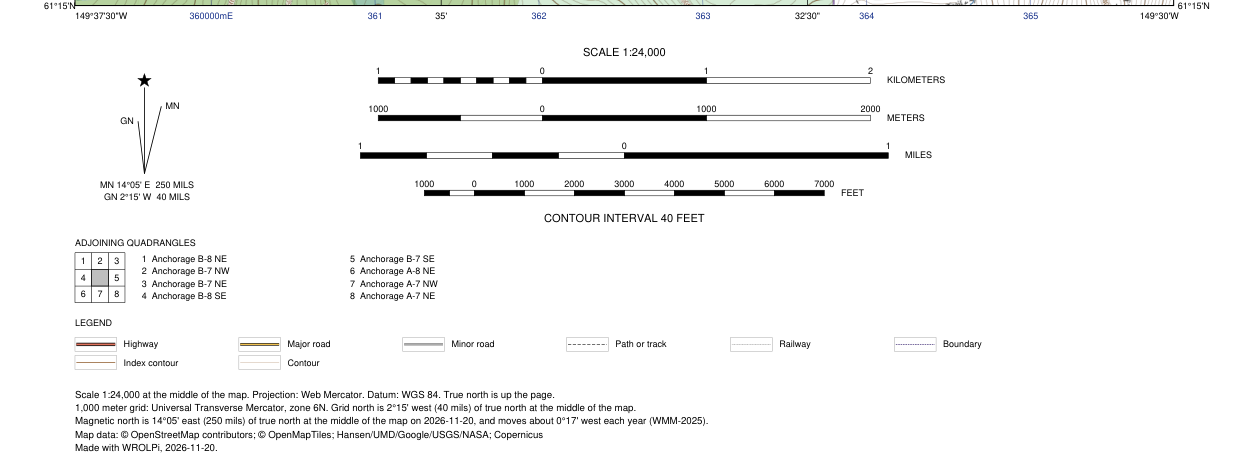 61°15'N
61°15'N
149°37'30"W 360000mE 361 35' 362 363 32'30" 364 365 149°30'W
SCALE 1:24,000
1 0 1 2
KILOMETERS
1000 0 1000 2000
METERS
1 0 1
MILES
1000 0 1000 2000 3000 4000 5000 6000 7000
FEET
CONTOUR INTERVAL 40 FEET
MN
GN
MN 14°05' E 250 MILS
GN 2°15' W 40 MILS
ADJOINING QUADRANGLES
1 2 3
4 5
6 7 8
1 Anchorage B-8 NE
2 Anchorage B-7 NW
3 Anchorage B-7 NE
4 Anchorage B-8 SE
5 Anchorage B-7 SE
6 Anchorage A-8 NE
7 Anchorage A-7 NW
8 Anchorage A-7 NE
LEGEND
Highway Major road Minor road Path or track Railway Boundary
Index contour Contour
Scale 1:24,000 at the middle of the map. Projection: Web Mercator. Datum: WGS 84. True north is up the page.
1,000 meter grid: Universal Transverse Mercator, zone 6N. Grid north is 2°15' west (40 mils) of true north at the middle of the map.
Magnetic north is 14°05' east (250 mils) of true north at the middle of the map on 2026-11-20, and moves about 0°17' west each year (WMM-2025).
Map data: © OpenStreetMap contributors; © OpenMapTiles; Hansen/UMD/Google/USGS/NASA; Copernicus
Made with WROLPi, 2026-11-20.